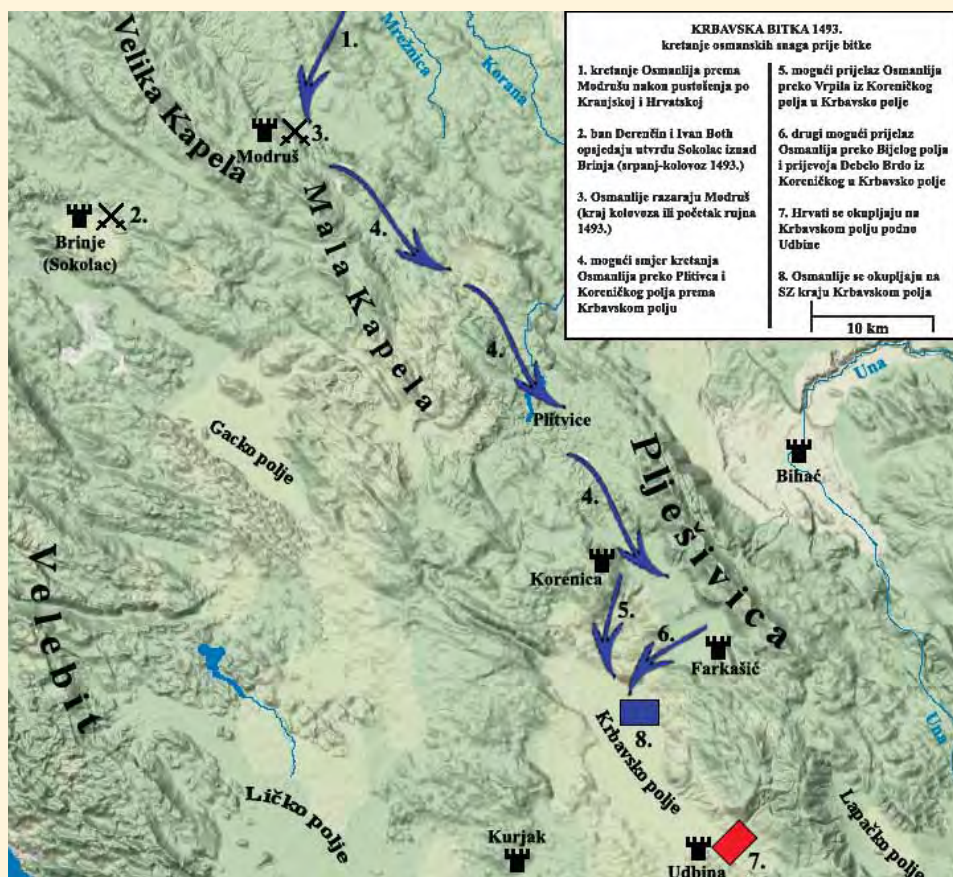 KRBAVSKA BITKA 1493.
kretanje osmanskih snaga prije bitke
1. kretanje Osmanlija prema
Modrušu nakon pustošenja po
Kranjskoj i Hrvatskoj
2. ban Derenčin i Ivan Both
opsjedaju utvrdu Sokolac iznad
Brinja (srpanj-kolovoz 1493.)
3. Osmanlije razaraju Modruš
(kraj kolovoza ili početak rujna
1493.)
4. mogući smjer kretanja
Osmanlija preko Plitivca i
Koreničkog polja prema
Krbavskom polju
5. mogući prijelaz Osmanlija
preko Vrpila iz Koreničkog
polja u Krbavsko polje
6. drugi mogući prijelaz
Osmanlija preko Bijelog polja
i prijevoja Debelo Brdo iz
Koreničkog u Krbavsko polje
7. Hrvati se okupljaju na
Krbavskom polju podno
Udbine
8. Osmanlije se okupljaju na
SZ kraju Krbavskom polja
10 km
1.
Mrežnica
Korana
Velika Kapela
3.
Modruš
2.
Brinje
(Sokolac)
4.
Mala Kapela
4.
Plitvice
Una
Bihać
Gacko polje
Plješivica
4.
Korenica
5.
6.
Farkašić
Velebit
8.
Krbavsko polje
Una
Ličko polje
Kurjak
Udbina
7.
Lapačko polje